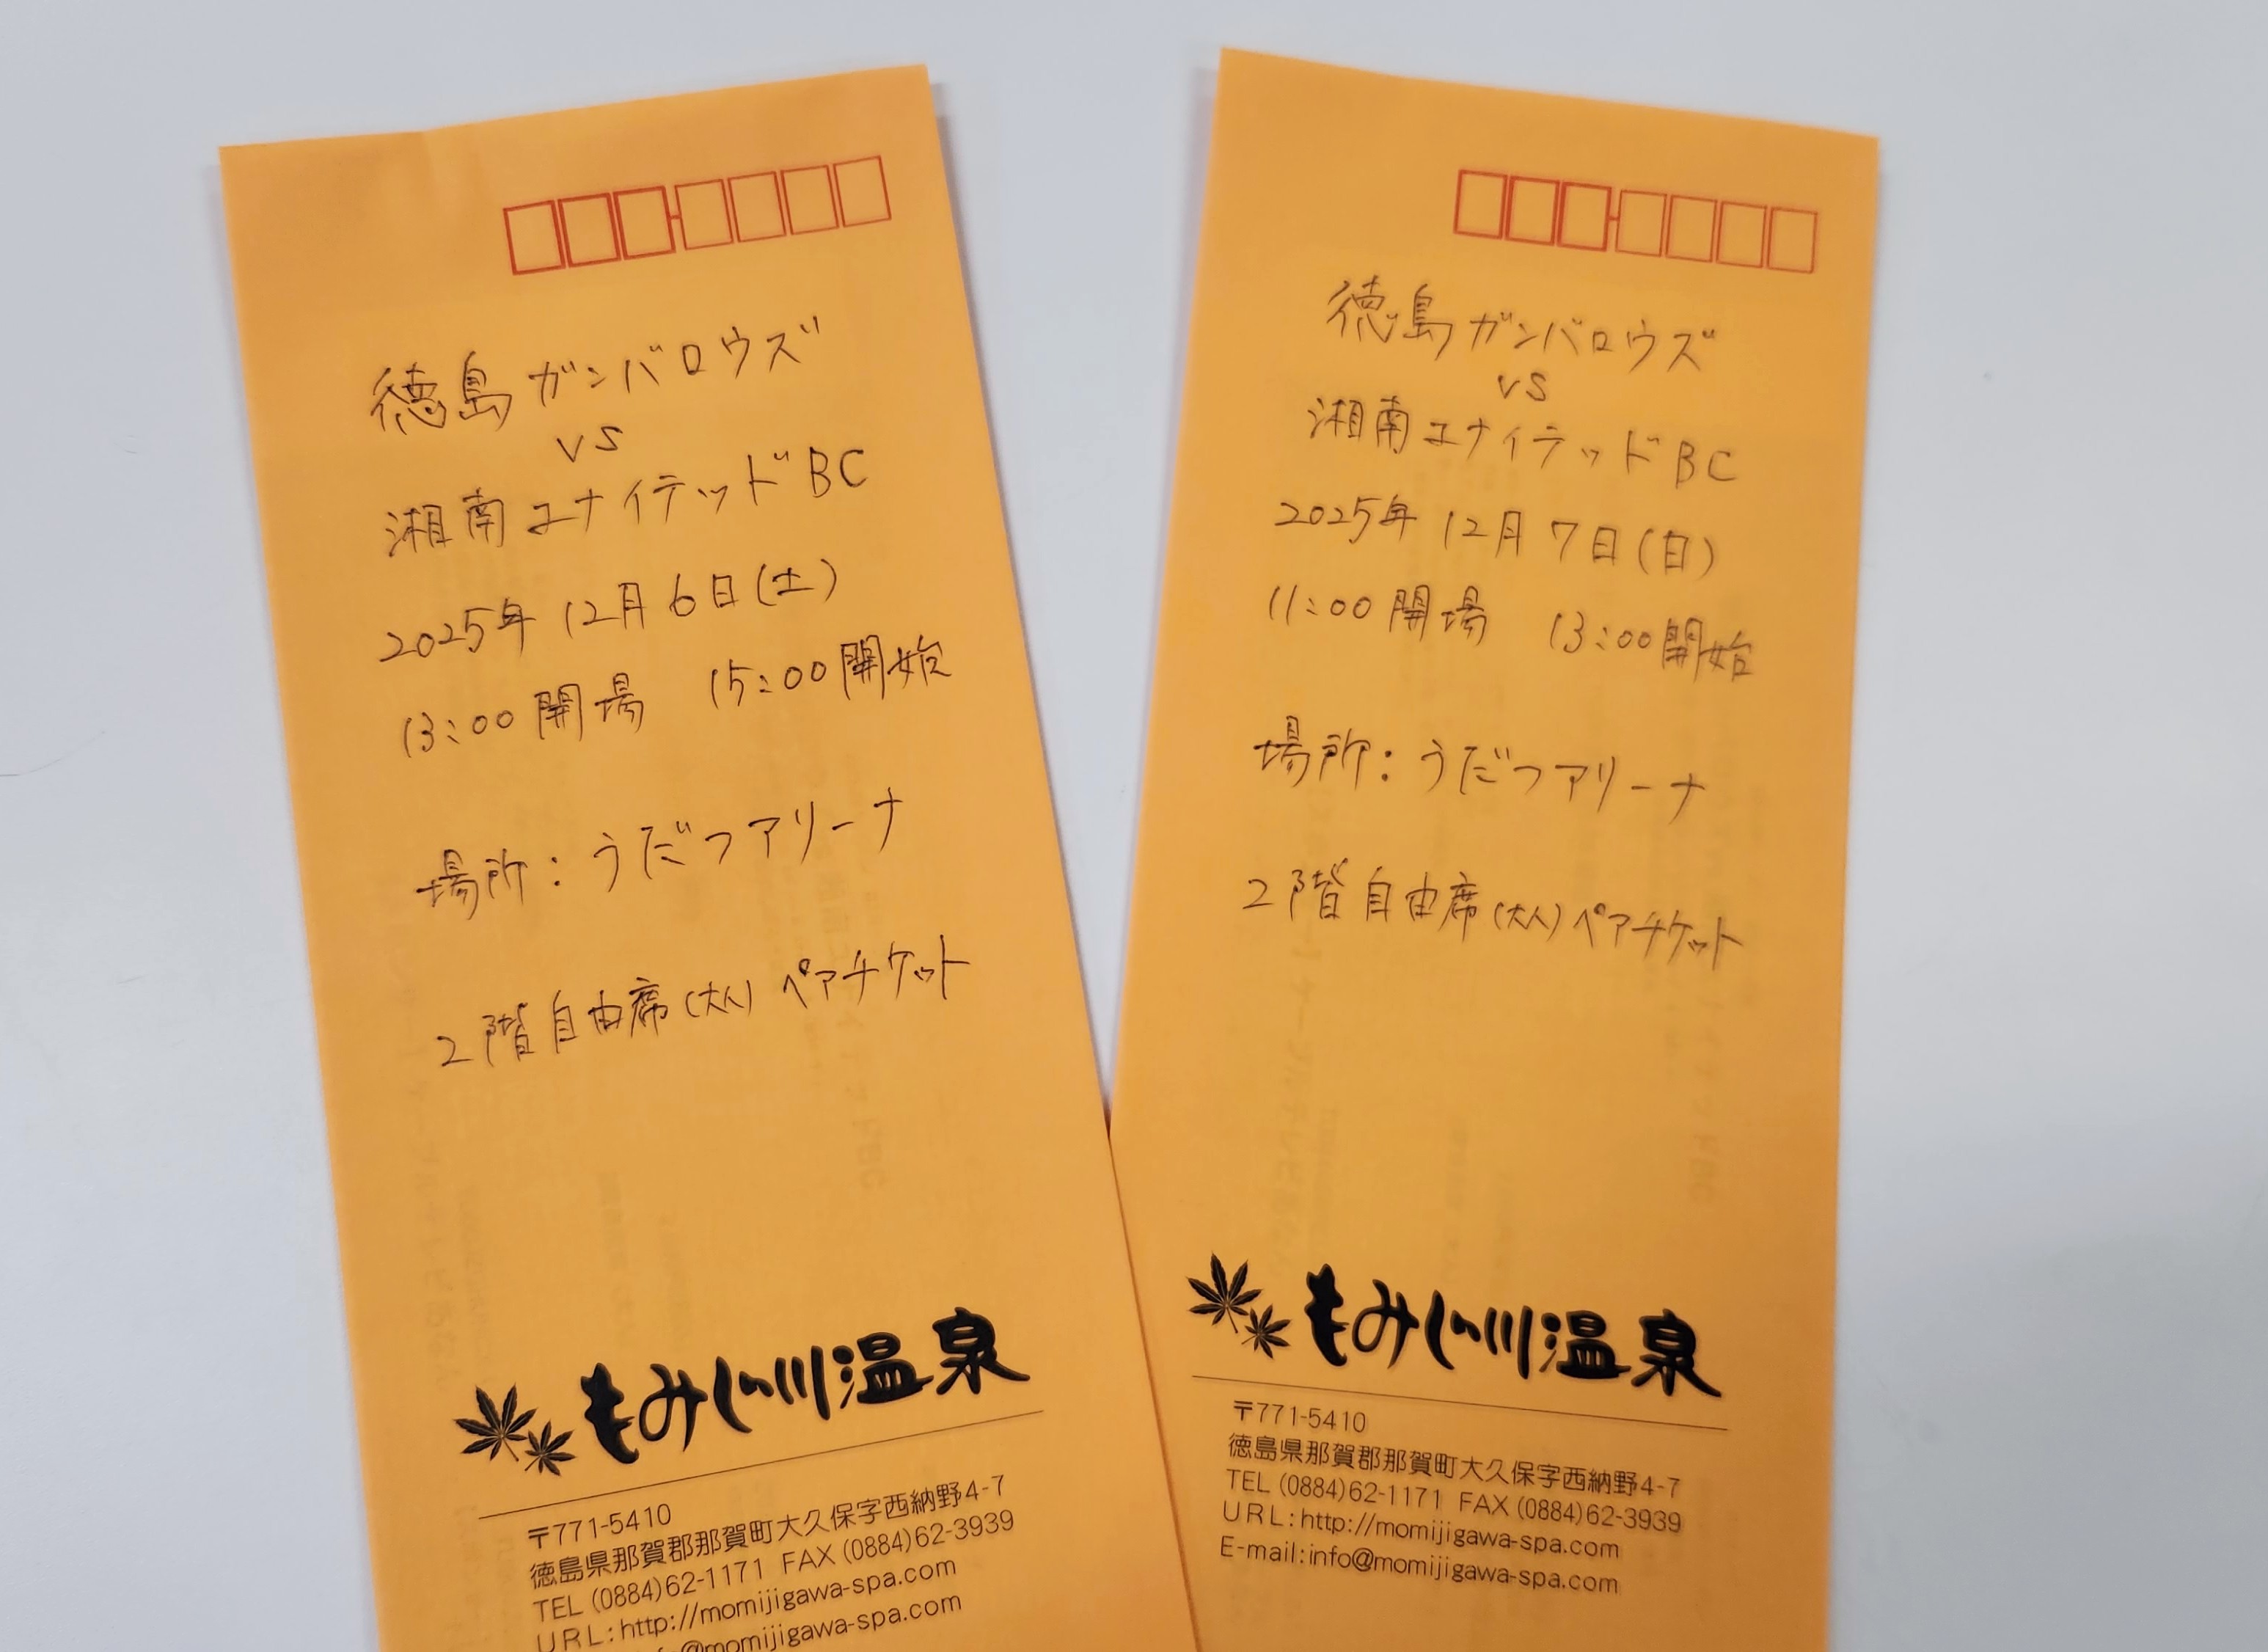 徳島ガンバロウズ
VS
湘南ユナイテッドBC
2025年 12月 6日(土)
13:00 開場 15:00 開始
場所:うだつアリーナ
2階自由席(大人) ペアチケット
もみじ川温泉
〒771-5410
徳島県那賀郡那賀町大久保字西納野4-7
TEL (0884)62-1171 FAX (0884)62-3939
URL:http://momijigawa-spa.com
info@momijigawa-spa.com
徳島ガンバロウズ
VS
湘南ユナイテッドBC
2025年 12月 7日(日)
11:00 開場 13:00 開始
場所:うだつアリーナ
2階自由席(大人) ペアチケット
もみじ川温泉
〒771-5410
徳島県那賀郡那賀町大久保字西納野4-7
TEL (0884)62-1171 FAX (0884)62-3939
URL:http://momijigawa-spa.com
E-mail:info@momijigawa-spa.com